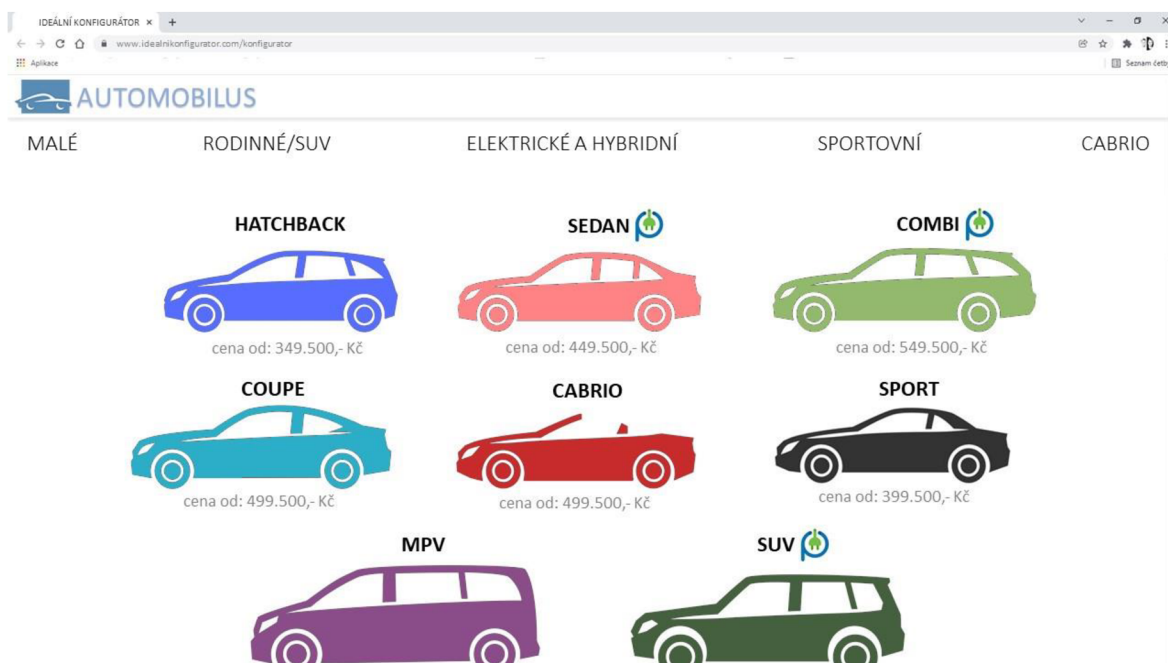 IDEÁLNÍ KONFIGURÁTOR
www.idealnikonfigurator.com/konfigurator
Aplikace
Seznam četby
AUTOMOBILUS
MALÉ RODINNÉ/SUV ELEKTRICKÉ A HYBRIDNÍ SPORTOVNÍ CABRIO
HATCHBACK SEDAN COMBI
cena od: 349.500,- Kč cena od: 449.500,- Kč cena od: 549.500,- Kč
COUPE CABRIO SPORT
cena od: 499.500,- Kč cena od: 499.500,- Kč cena od: 399.500,- Kč
MPV SUV